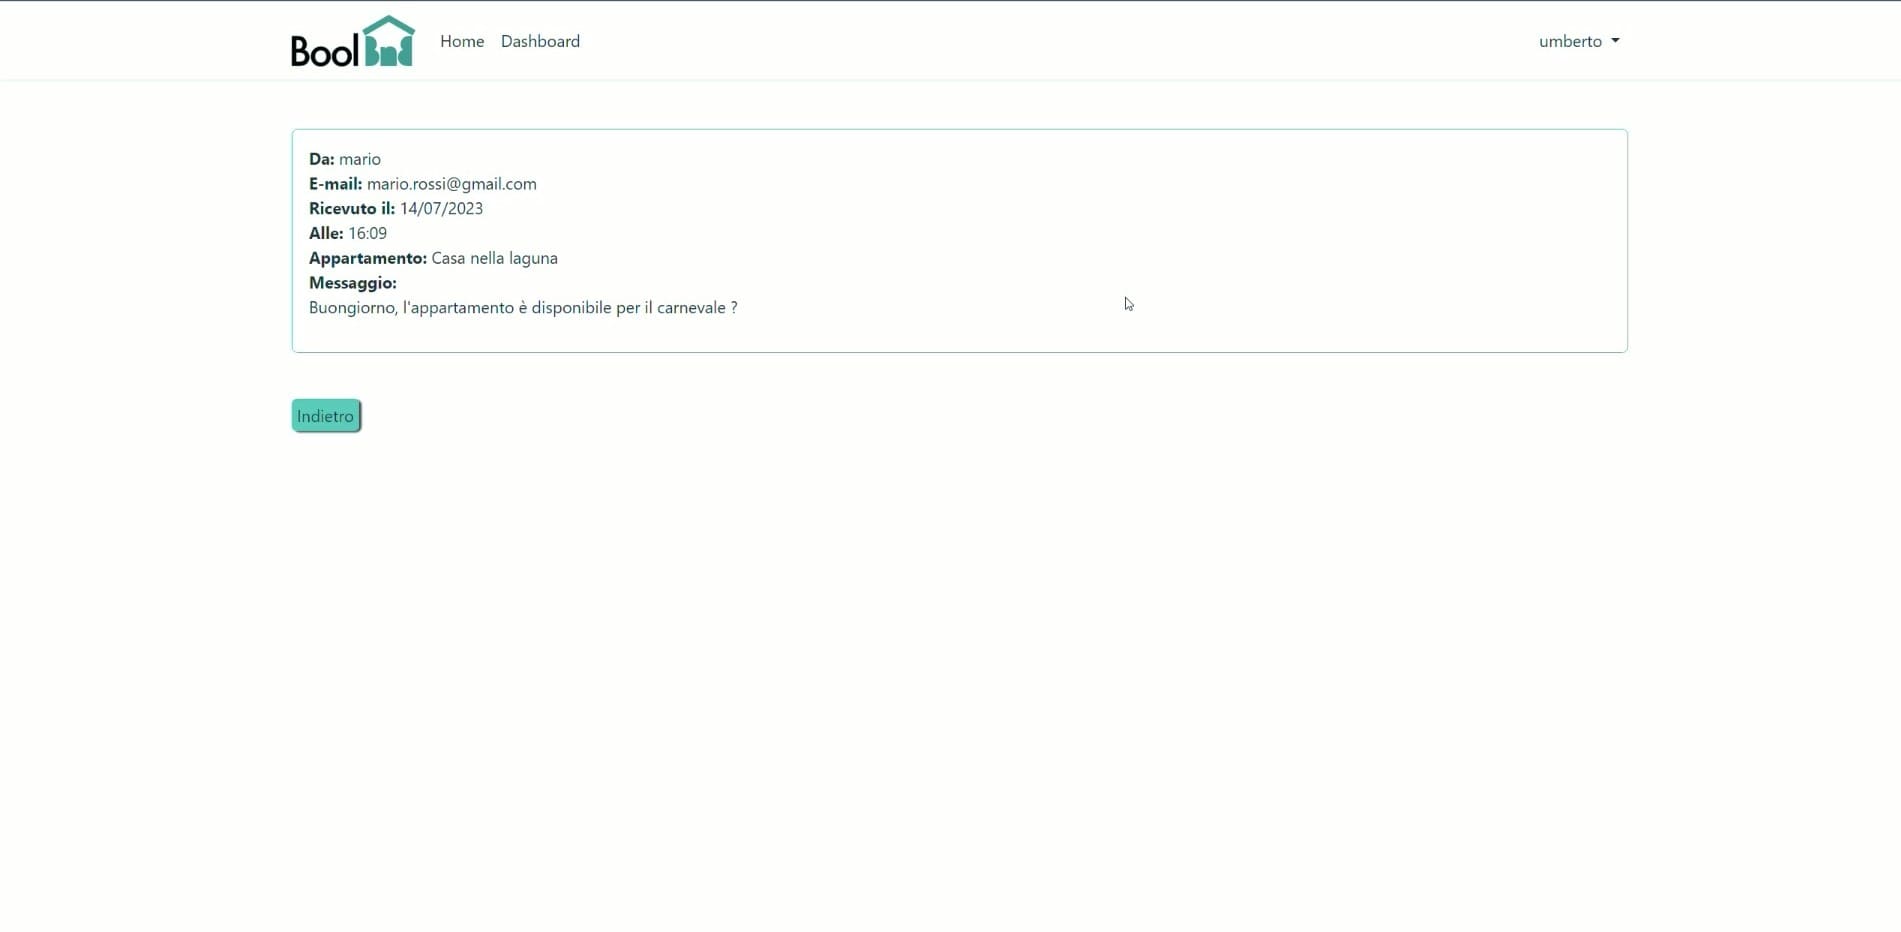 Bool BnB Home Dashboard umberto
Da: mario
E-mail: mario.rossi@gmail.com
Ricevuto il: 14/07/2023
Alle: 16:09
Appartamento: Casa nella laguna
Messaggio:
Buongiorno, l'appartamento è disponibile per il carnevale ?
Indietro